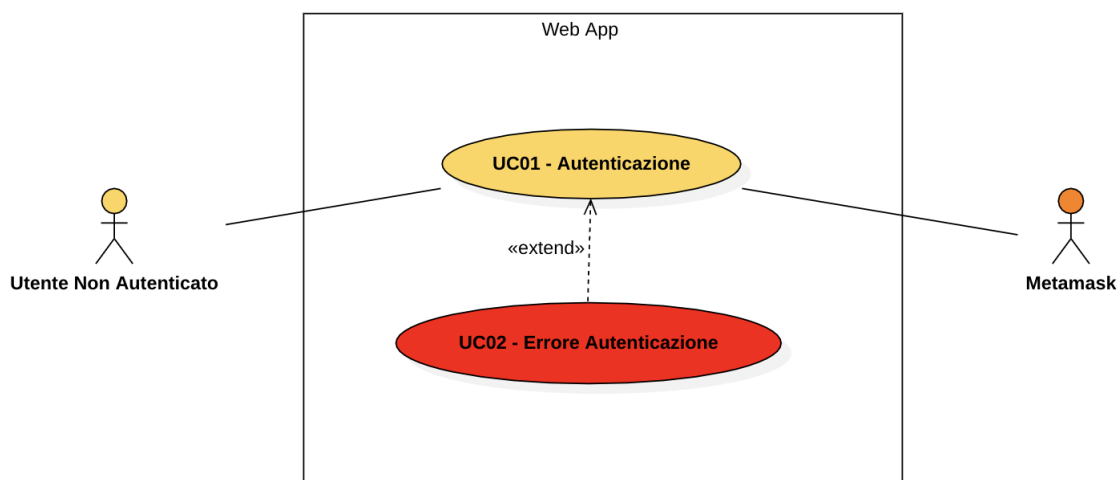 Web App
UC01 - Autenticazione
«extend»
Utente Non Autenticato
Metamask
UC02 - Errore Autenticazione